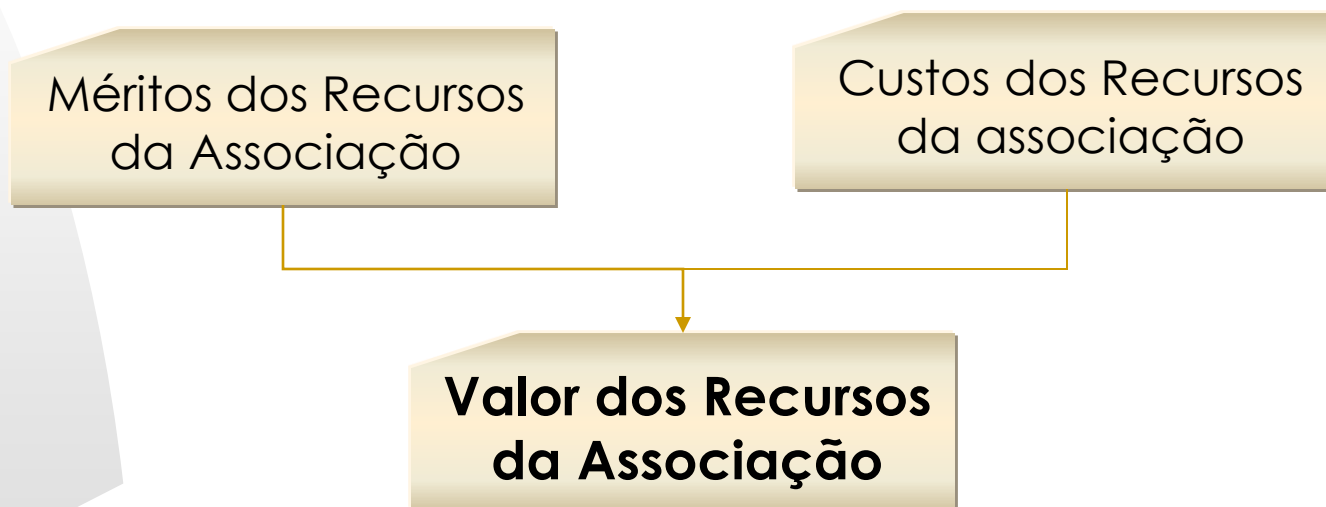 Méritos dos Recursos
da Associação
Custos dos Recursos
da associação
Valor dos Recursos
da Associação